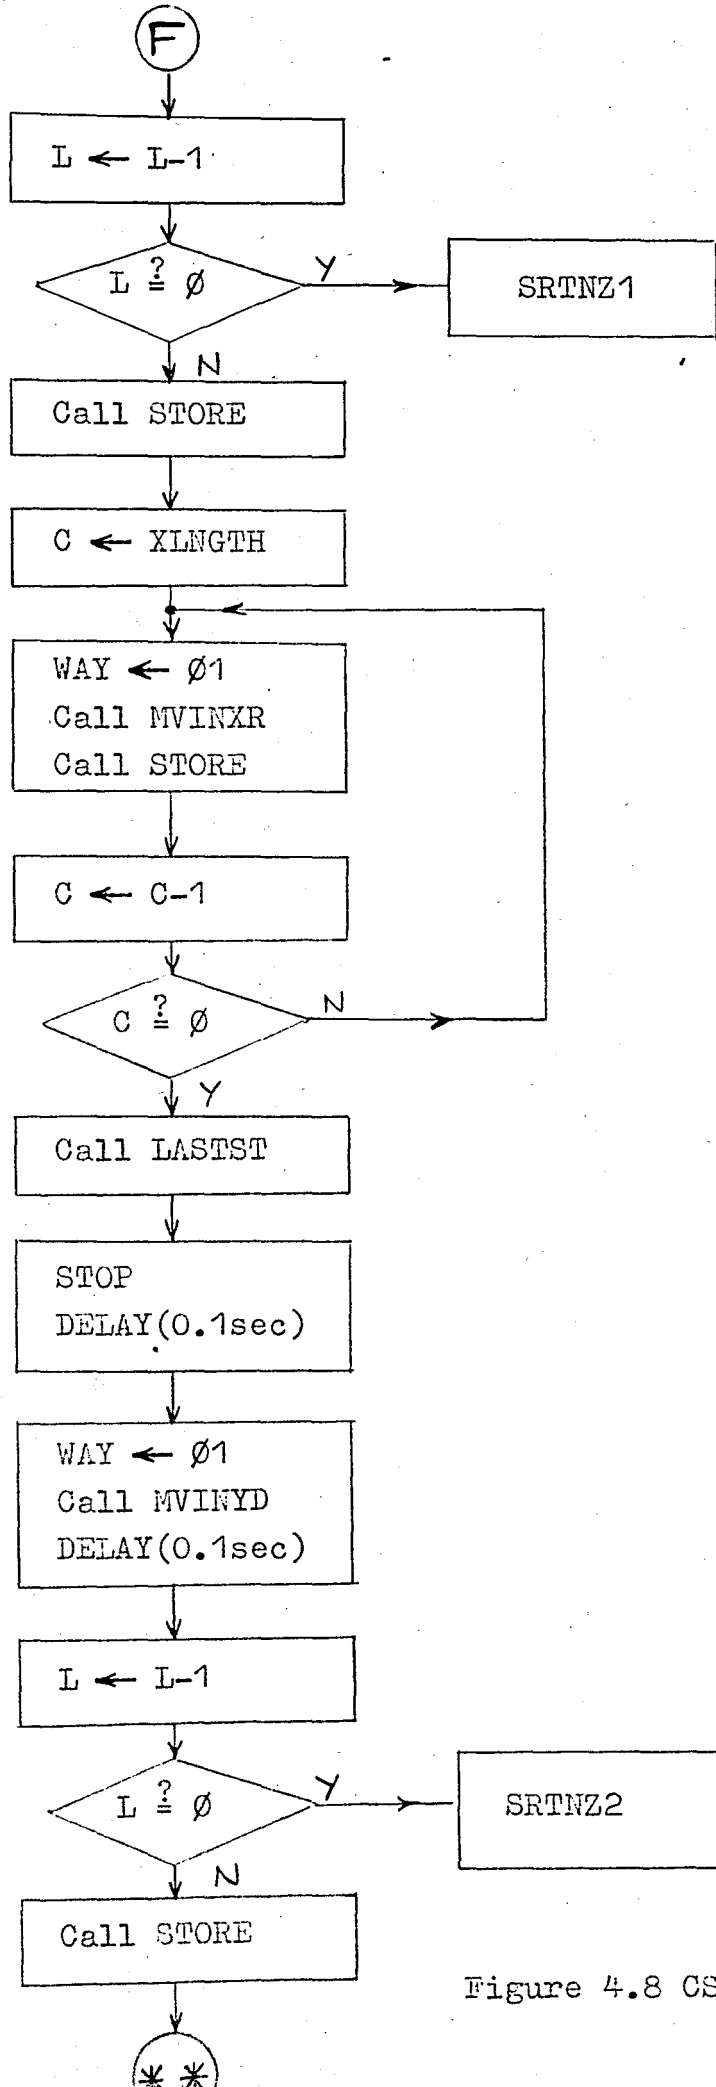 F
L ← L-1
L ≟ Ø
Y
SRTNZ1
N
Call STORE
C ← XLNGTH
WAY ← Ø1
Call MVINXR
Call STORE
C ← C-1
C ≟ Ø
N
Y
Call LASTST
STOP
DELAY(0.1sec)
WAY ← Ø1
Call MVINYD
DELAY(0.1sec)
L ← L-1
L ≟ Ø
Y
SRTNZ2
N
Call STORE
Figure 4.8 CS
**